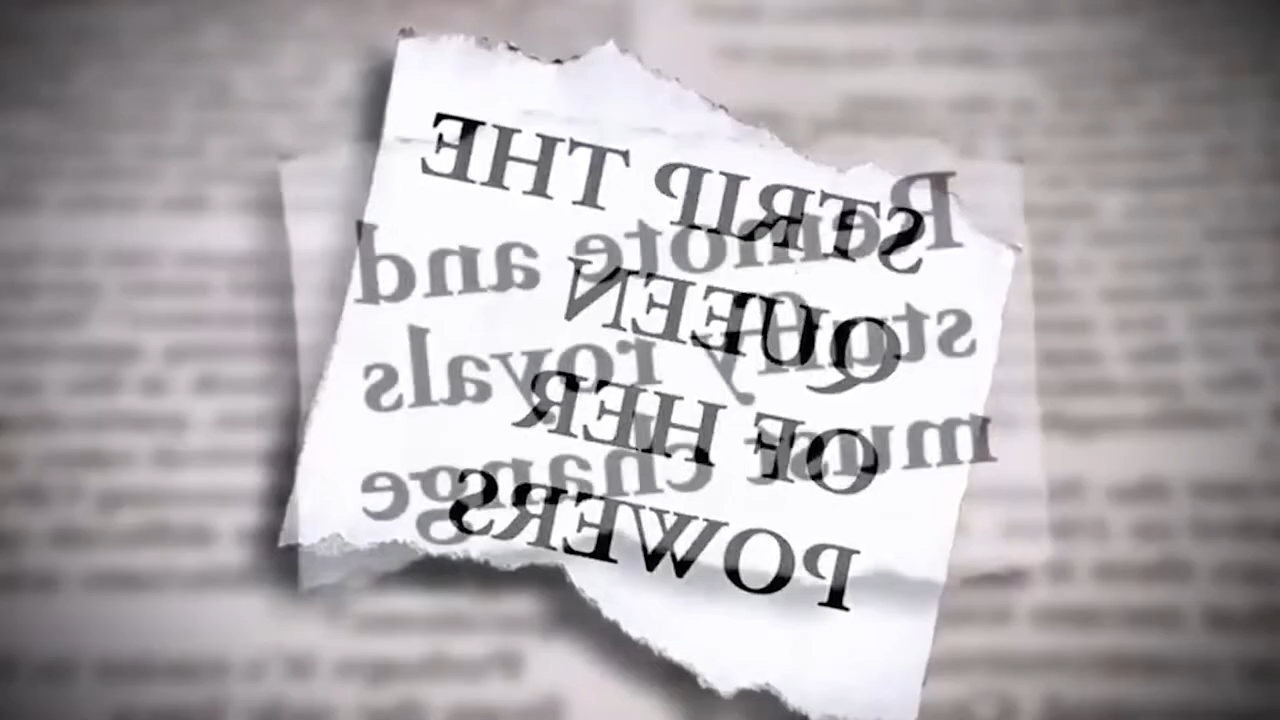 STRIP THE
QUEEN
OF HER
POWERS
Remote and
stuffy royals
must change